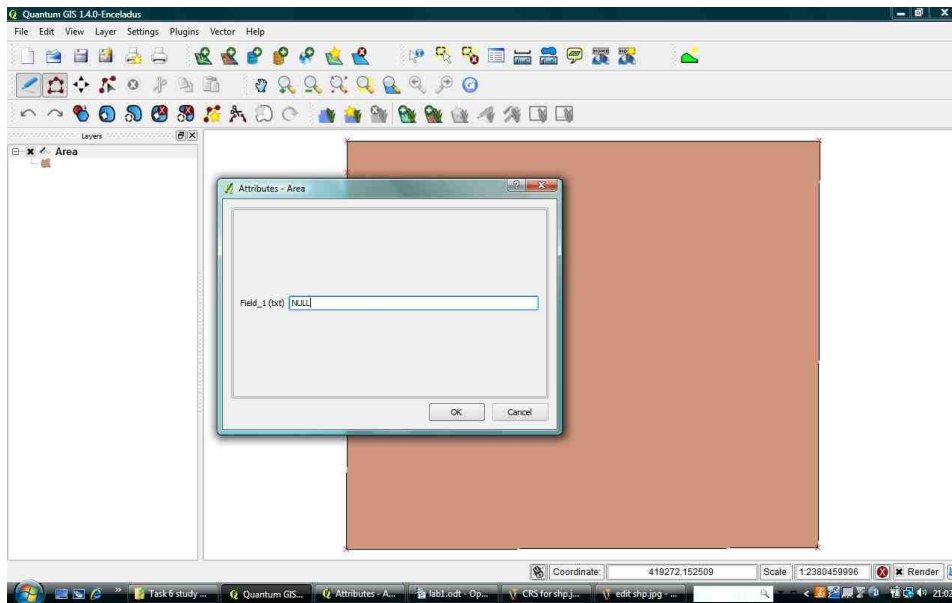 Quantum GIS 1.4.0-Enceladus
File Edit View Layer Settings Plugins Vector Help
Layers
Area
Attributes - Area
Field_1 (txt) NULL
OK Cancel
Coordinate: 419272,152509 Scale 1:2380459996 Render
Task 6 study ... Quantum GIS... Attributes - A... lab1.odt - Op... CRS for shp.j... edit shp.jpg - ...